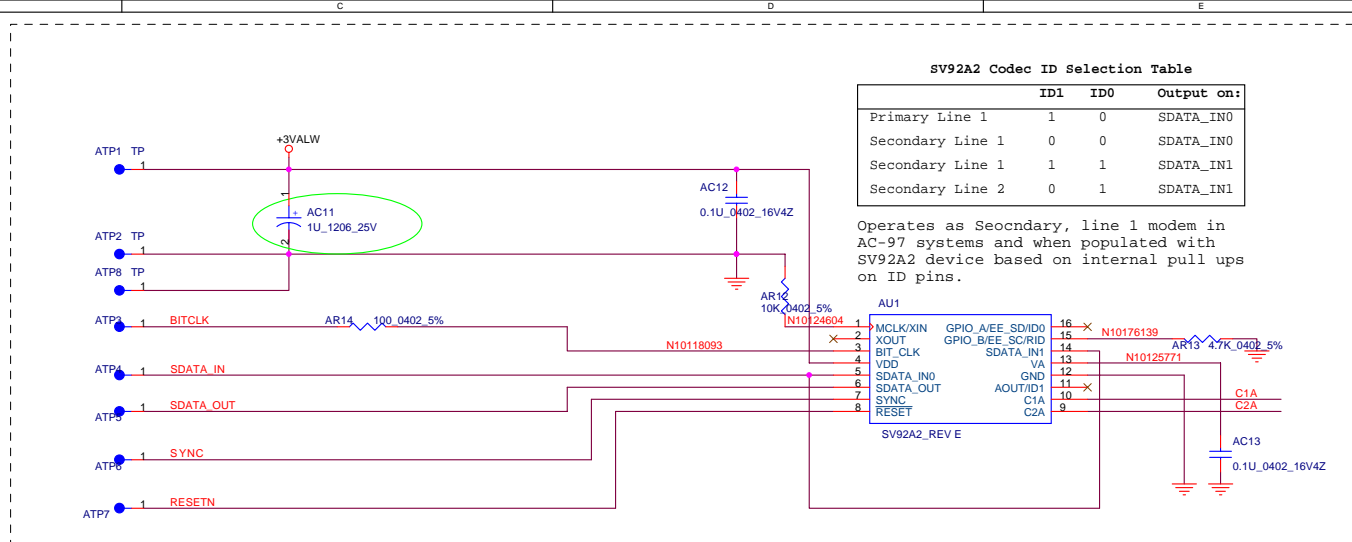 C D E
SV92A2 Codec ID Selection Table
ID1 ID0 Output on:
Primary Line 1 1 0 SDATA_IN0
Secondary Line 1 0 0 SDATA_IN0
Secondary Line 1 1 1 SDATA_IN1
Secondary Line 2 0 1 SDATA_IN1
Operates as Seocndary, line 1 modem in
AC-97 systems and when populated with
SV92A2 device based on internal pull ups
on ID pins.
+3VALW
ATP1 TP
1
1
AC11
+
1U_1206_25V
2
AC12
0.1U_0402_16V4Z
ATP2 TP
1
ATP8 TP
1
AR12
10K_0402_5%
N10124604
ATP3
1
BITCLK
AR14 100_0402_5%
N10118093
ATP4
1
SDATA_IN
ATP5
1
SDATA_OUT
ATP6
1
SYNC
ATP7
1
RESETN
AU1
1 MCLK/XIN
2 XOUT
3 BIT_CLK
4 VDD
5 SDATA_IN0
6 SDATA_OUT
7 SYNC
8 RESET
GPIO_A/EE_SD/ID0 16
GPIO_B/EE_SC/RID 15
SDATA_IN1 14
VA 13
GND 12
AOUT/ID1 11
C1A 10
C2A 9
SV92A2_REV E
N10176139
AR13 4.7K_0402_5%
N10125771
C1A
C2A
AC13
0.1U_0402_16V4Z